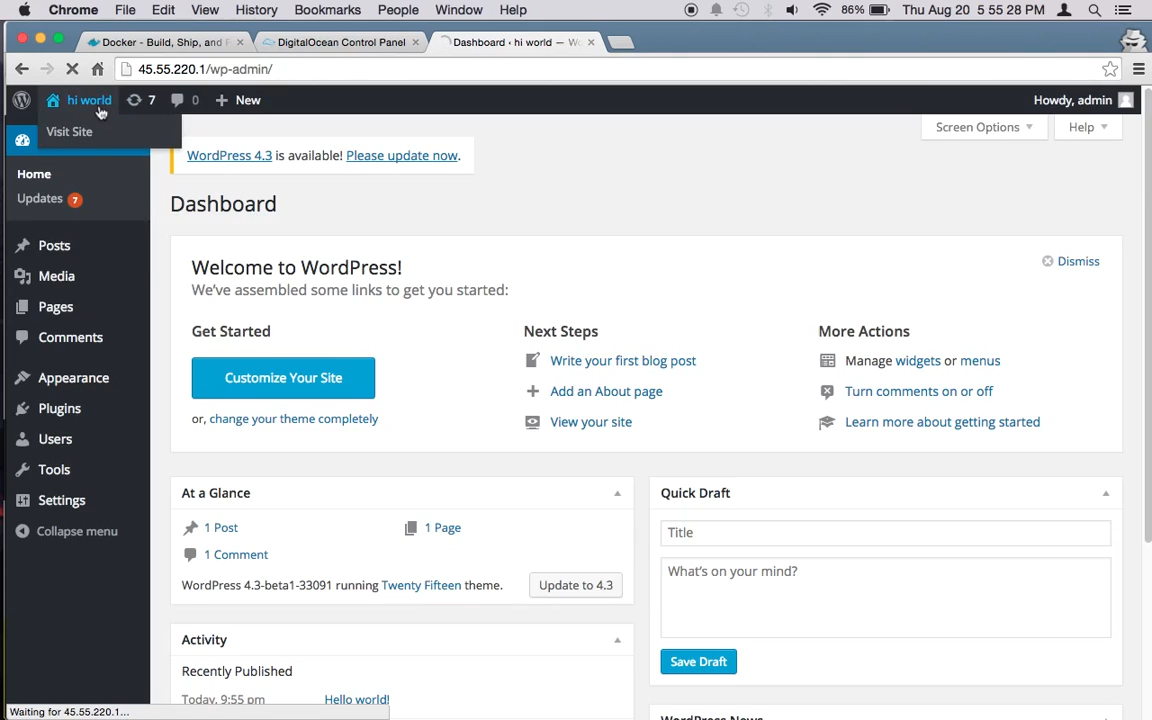 Chrome File Edit View History Bookmarks People Window Help 86% Thu Aug 20 5 55 28 PM
Docker - Build, Ship, and DigitalOcean Control Panel Dashboard ‹ hi world —
45.55.220.1/wp-admin/
hi world 7 0 + New Howdy, admin
Visit Site
Screen Options Help
WordPress 4.3 is available! Please update now.
Home
Updates 7
Dashboard
Posts
Media
Pages
Comments
Appearance
Plugins
Users
Tools
Settings
Collapse menu
Welcome to WordPress!
Dismiss
We've assembled some links to get you started:
Get Started
Customize Your Site
or, change your theme completely
Next Steps
Write your first blog post
Add an About page
View your site
More Actions
Manage widgets or menus
Turn comments on or off
Learn more about getting started
At a Glance
1 Post 1 Page
1 Comment
WordPress 4.3-beta1-33091 running Twenty Fifteen theme. Update to 4.3
Quick Draft
Title
What's on your mind?
Save Draft
Activity
Recently Published
Today, 9:55 pm Hello world!
WordPress News
Waiting for 45.55.220.1...